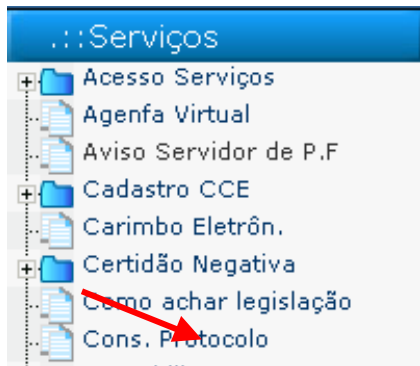 .::Serviços
Acesso Serviços
Agenfa Virtual
Aviso Servidor de P.F
Cadastro CCE
Carimbo Eletrôn.
Certidão Negativa
Como achar legislação
Cons. Protocolo